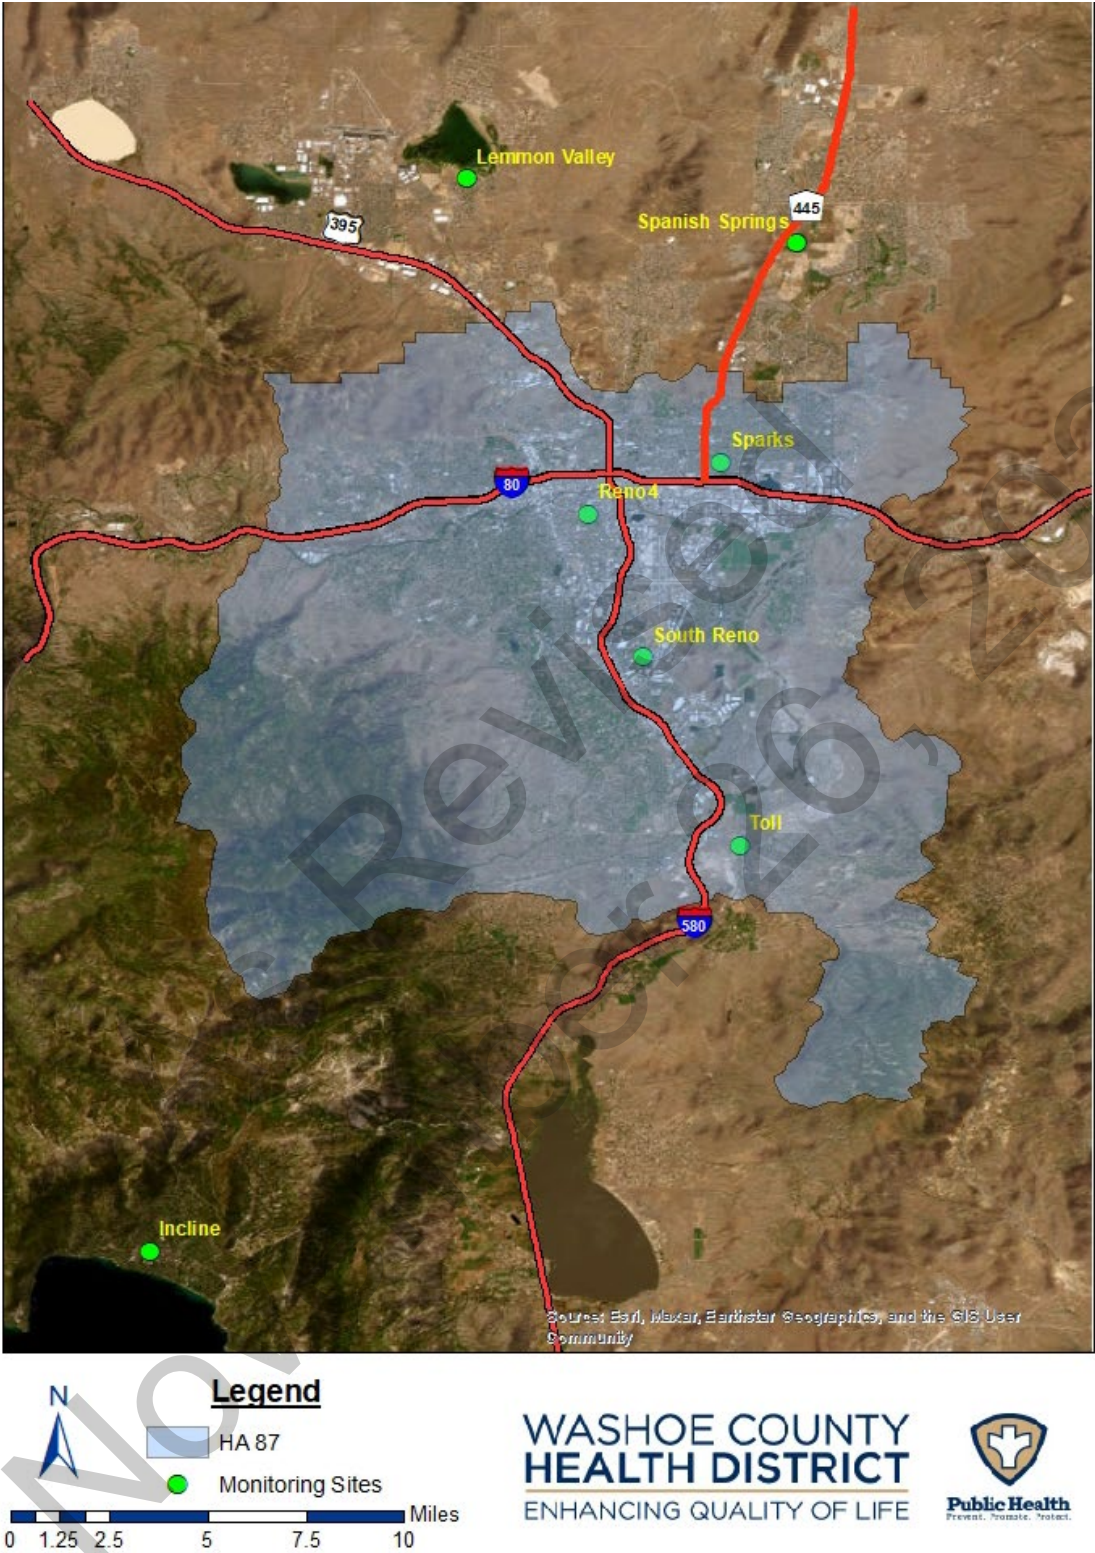 Lemmon Valley
445
Spanish Springs
395
Sparks
80
Reno4
South Reno
Toll
580
Incline
Source: Esri, Maxar, Earthstar Geographics, and the GIS User
Community
Legend
N
HA 87
Monitoring Sites
Miles
0 1.25 2.5 5 7.5 10
WASHOE COUNTY
HEALTH DISTRICT
ENHANCING QUALITY OF LIFE
Public Health
Prevent. Promote. Protect.
Revised